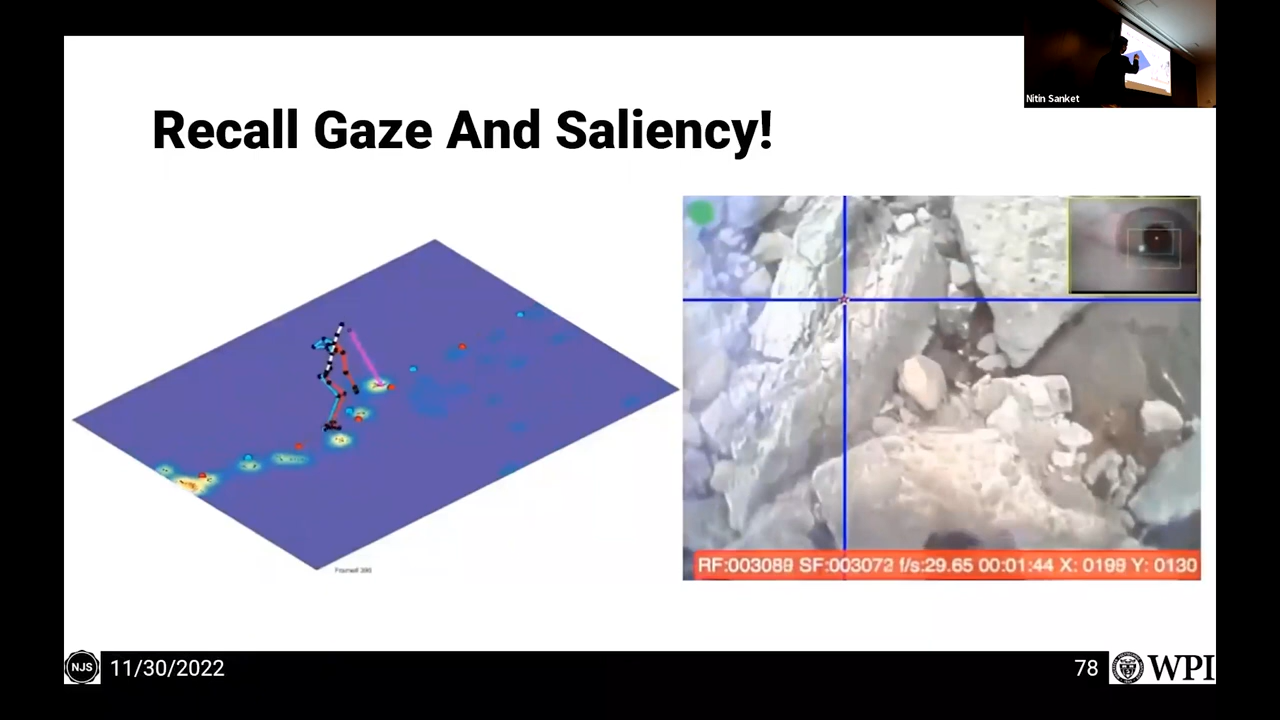 Nitin Sanket
Recall Gaze And Saliency!
RF:003089 SF:003072 f/s:29.65 00:01:44 X: 0199 Y: 0130
NJS
11/30/2022
78
WPI